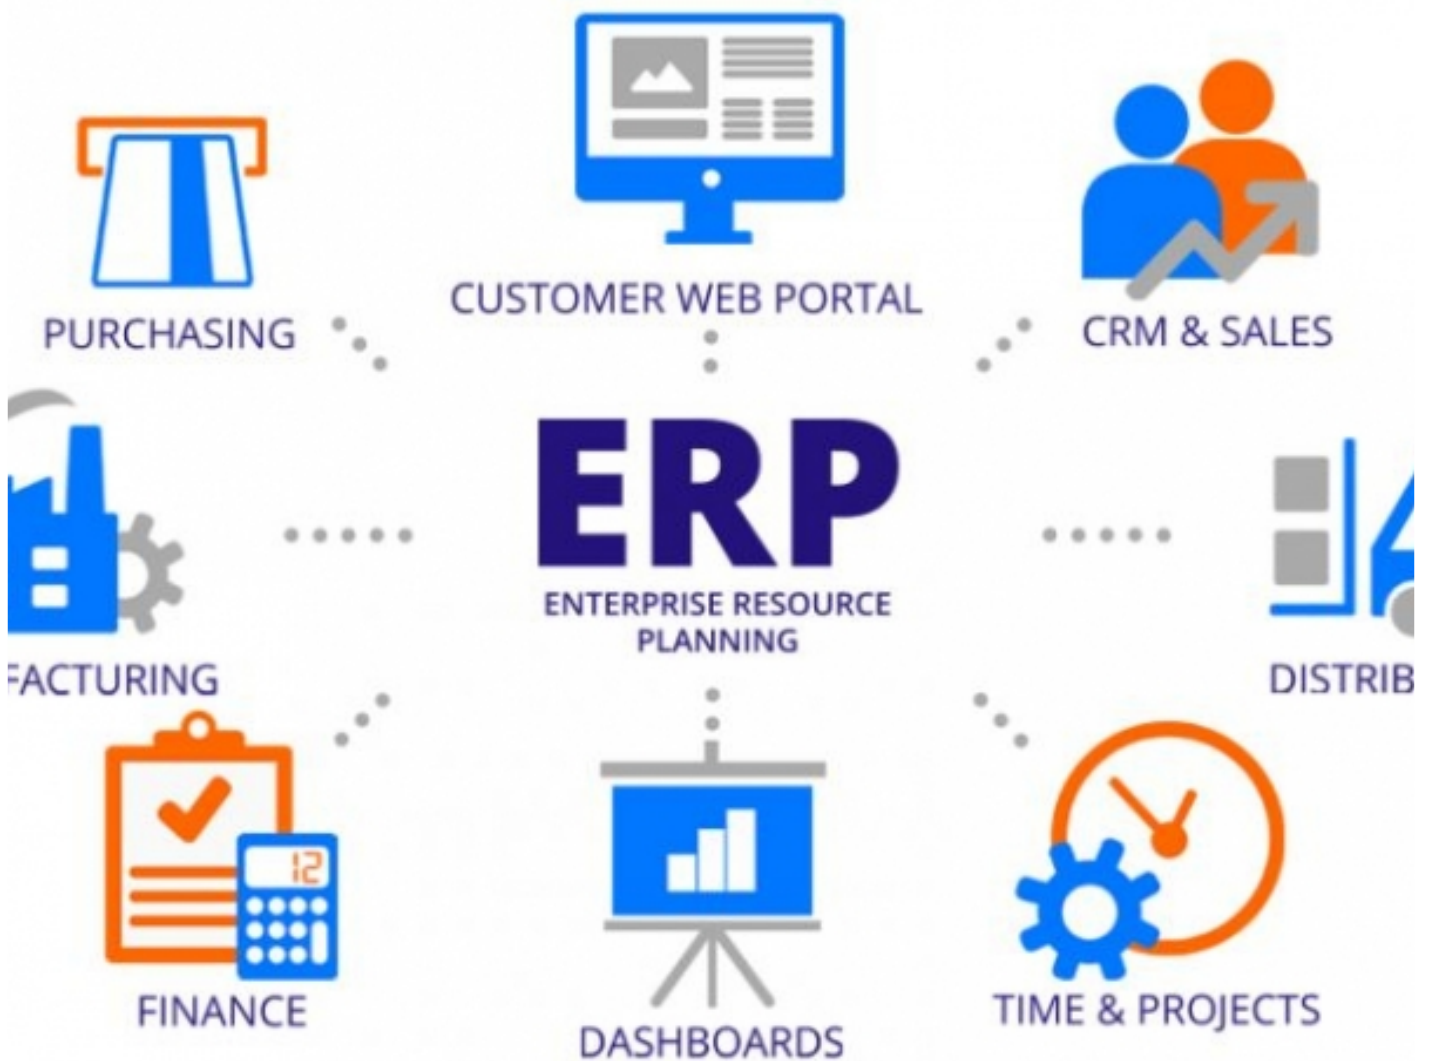 CUSTOMER WEB PORTAL
PURCHASING
CRM & SALES
ERP
ENTERPRISE RESOURCE
PLANNING
FACTURING
DISTRIB
12
FINANCE
TIME & PROJECTS
DASHBOARDS